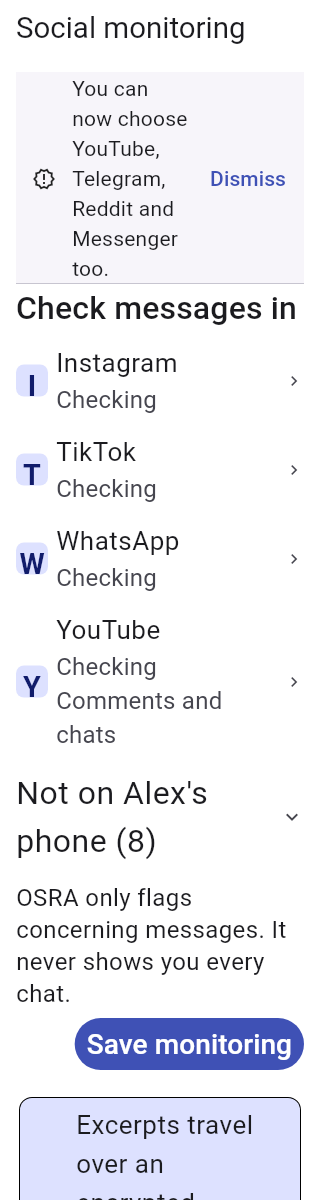 Social monitoring
You can
now choose
YouTube,
Telegram,
Reddit and
Messenger
too.
Dismiss
Check messages in
I
Instagram
Checking
T
TikTok
Checking
W
WhatsApp
Checking
Y
YouTube
Checking
Comments and
chats
Not on Alex's
phone (8)
OSRA only flags
concerning messages. It
never shows you every
chat.
Save monitoring
Excerpts travel
over an
encrypted